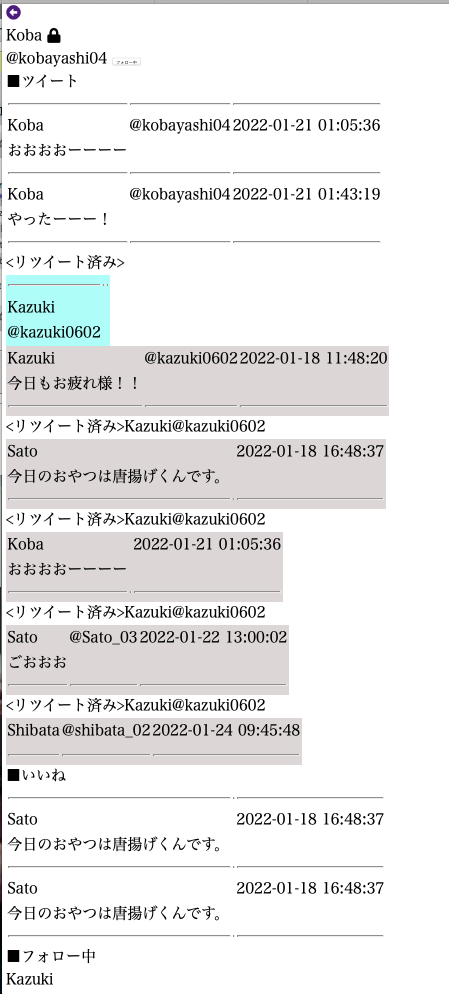 Koba
@kobayashi04 フォロー中
■ツイート
Koba @kobayashi04 2022-01-21 01:05:36
おおおおーーーー
Koba @kobayashi04 2022-01-21 01:43:19
やったーーー！
<リツイート済み>
Kazuki
@kazuki0602
Kazuki @kazuki0602 2022-01-18 11:48:20
今日もお疲れ様！！
<リツイート済み>Kazuki@kazuki0602
Sato 2022-01-18 16:48:37
今日のおやつは唐揚げくんです。
<リツイート済み>Kazuki@kazuki0602
Koba 2022-01-21 01:05:36
おおおおーーーー
<リツイート済み>Kazuki@kazuki0602
Sato @Sato_03 2022-01-22 13:00:02
ごおおお
<リツイート済み>Kazuki@kazuki0602
Shibata @shibata_02 2022-01-24 09:45:48
■いいね
Sato 2022-01-18 16:48:37
今日のおやつは唐揚げくんです。
Sato 2022-01-18 16:48:37
今日のおやつは唐揚げくんです。
■フォロー中
Kazuki